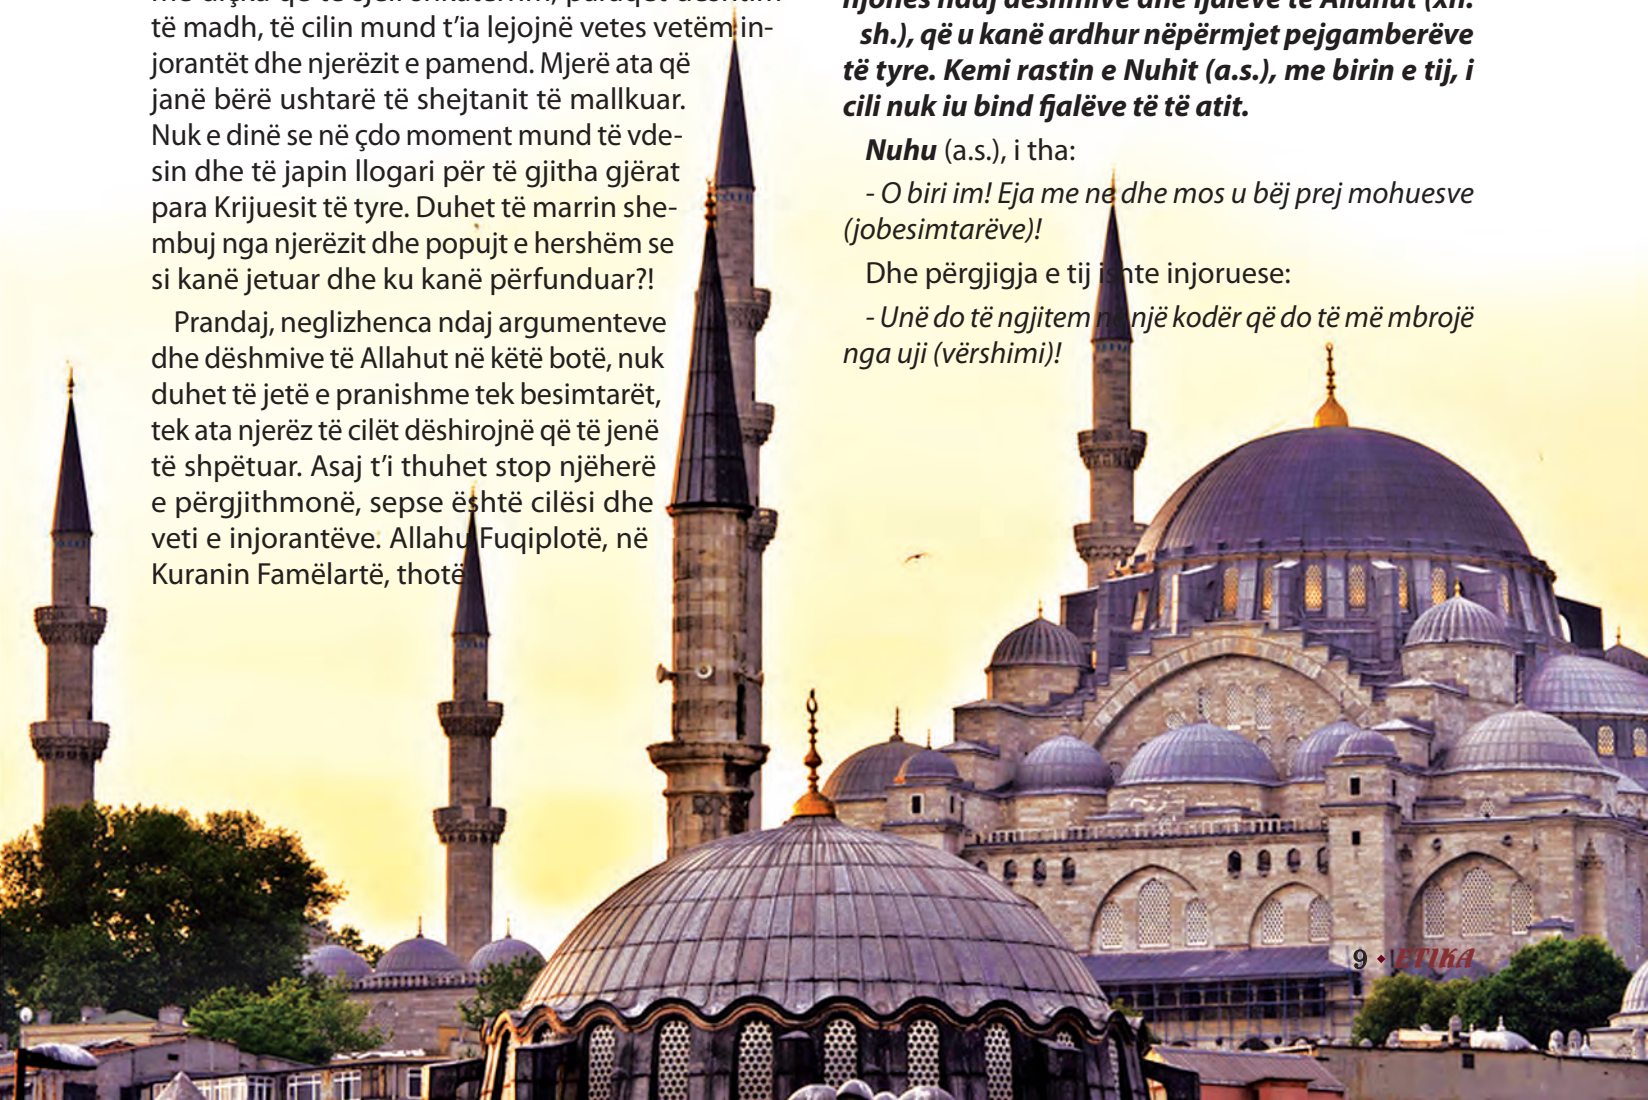 të madh, të cilin mund t’ia lejojnë vetes vetëm in-
jorantët dhe njerëzit e pamend. Mjerë ata që
janë bërë ushtarë të shejtanit të mallkuar.
Nuk e dinë se në çdo moment mund të vde-
sin dhe të japin llogari për të gjitha gjërat
para Krijuesit të tyre. Duhet të marrin she-
mbuj nga njerëzit dhe popujt e hershëm se
si kanë jetuar dhe ku kanë përfunduar?!
Prandaj, neglizhenca ndaj argumenteve
dhe dëshmive të Allahut në këtë botë, nuk
duhet të jetë e pranishme tek besimtarët,
tek ata njerëz të cilët dëshirojnë që të jenë
të shpëtuar. Asaj t’i thuhet stop njëherë
e përgjithmonë, sepse është cilësi dhe
veti e injorantëve. Allahu Fuqiplotë, në
Kuranin Famëlartë, thotë
ndaj dëshmive dhe fjalëve të Allahut (xh.
sh.), që u kanë ardhur nëpërmjet pejgamberëve
të tyre. Kemi rastin e Nuhit (a.s.), me birin e tij, i
cili nuk iu bind fjalëve të të atit.
Nuhu (a.s.), i tha:
- O biri im! Eja me ne dhe mos u bëj prej mohuesve
(jobesimtarëve)!
Dhe përgjigja e tij ishte injoruese:
- Unë do të ngjitem në një kodër që do të më mbrojë
nga uji (vërshimi)!
9 ETIKA